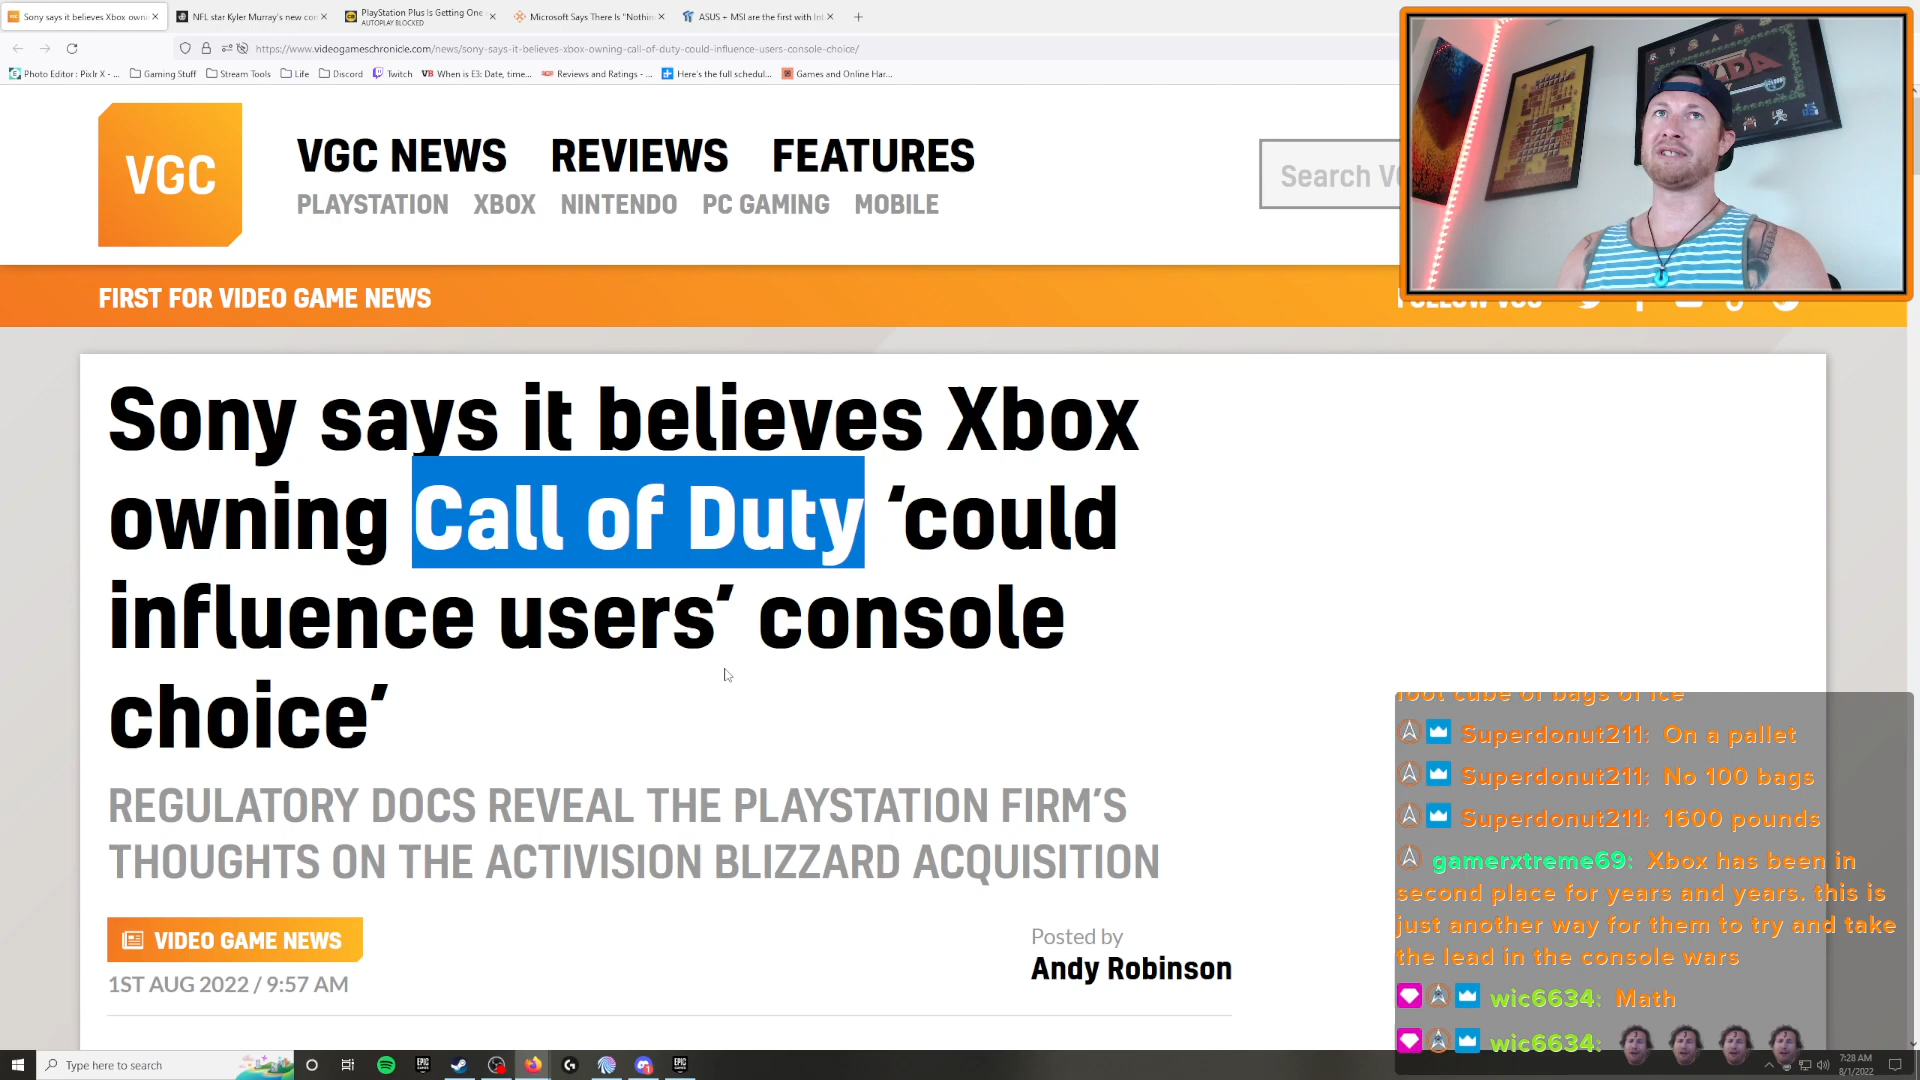 Sony says it believes Xbox owni
NFL star Kyler Murray's new con
PlayStation Plus Is Getting One
AUTOPLAY BLOCKED
Microsoft Says There Is "Nothin
ASUS + MSI are the first with Int
https://www.videogameschronicle.com/news/sony-says-it-believes-xbox-owning-call-of-duty-could-influence-users-console-choice/
Photo Editor : Pixlr X - ...
Gaming Stuff
Stream Tools
Life
Discord
Twitch
When is E3: Date, time...
Reviews and Ratings - ...
Here's the full schedul...
Games and Online Har...
VGC
VGC NEWS REVIEWS FEATURES
PLAYSTATION XBOX NINTENDO PC GAMING MOBILE
Search
FIRST FOR VIDEO GAME NEWS
Sony says it believes Xbox
owning Call of Duty ‘could
influence users’ console
choice’
REGULATORY DOCS REVEAL THE PLAYSTATION FIRM’S
THOUGHTS ON THE ACTIVISION BLIZZARD ACQUISITION
VIDEO GAME NEWS
1ST AUG 2022 / 9:57 AM
Posted by
Andy Robinson
foot cube of bags of ice
Superdonut211: On a pallet
Superdonut211: No 100 bags
Superdonut211: 1600 pounds
gamerxtreme69: Xbox has been in
second place for years and years. this is
just another way for them to try and take
the lead in the console wars
wic6634: Math
wic6634:
Type here to search
7:28 AM
8/1/2022